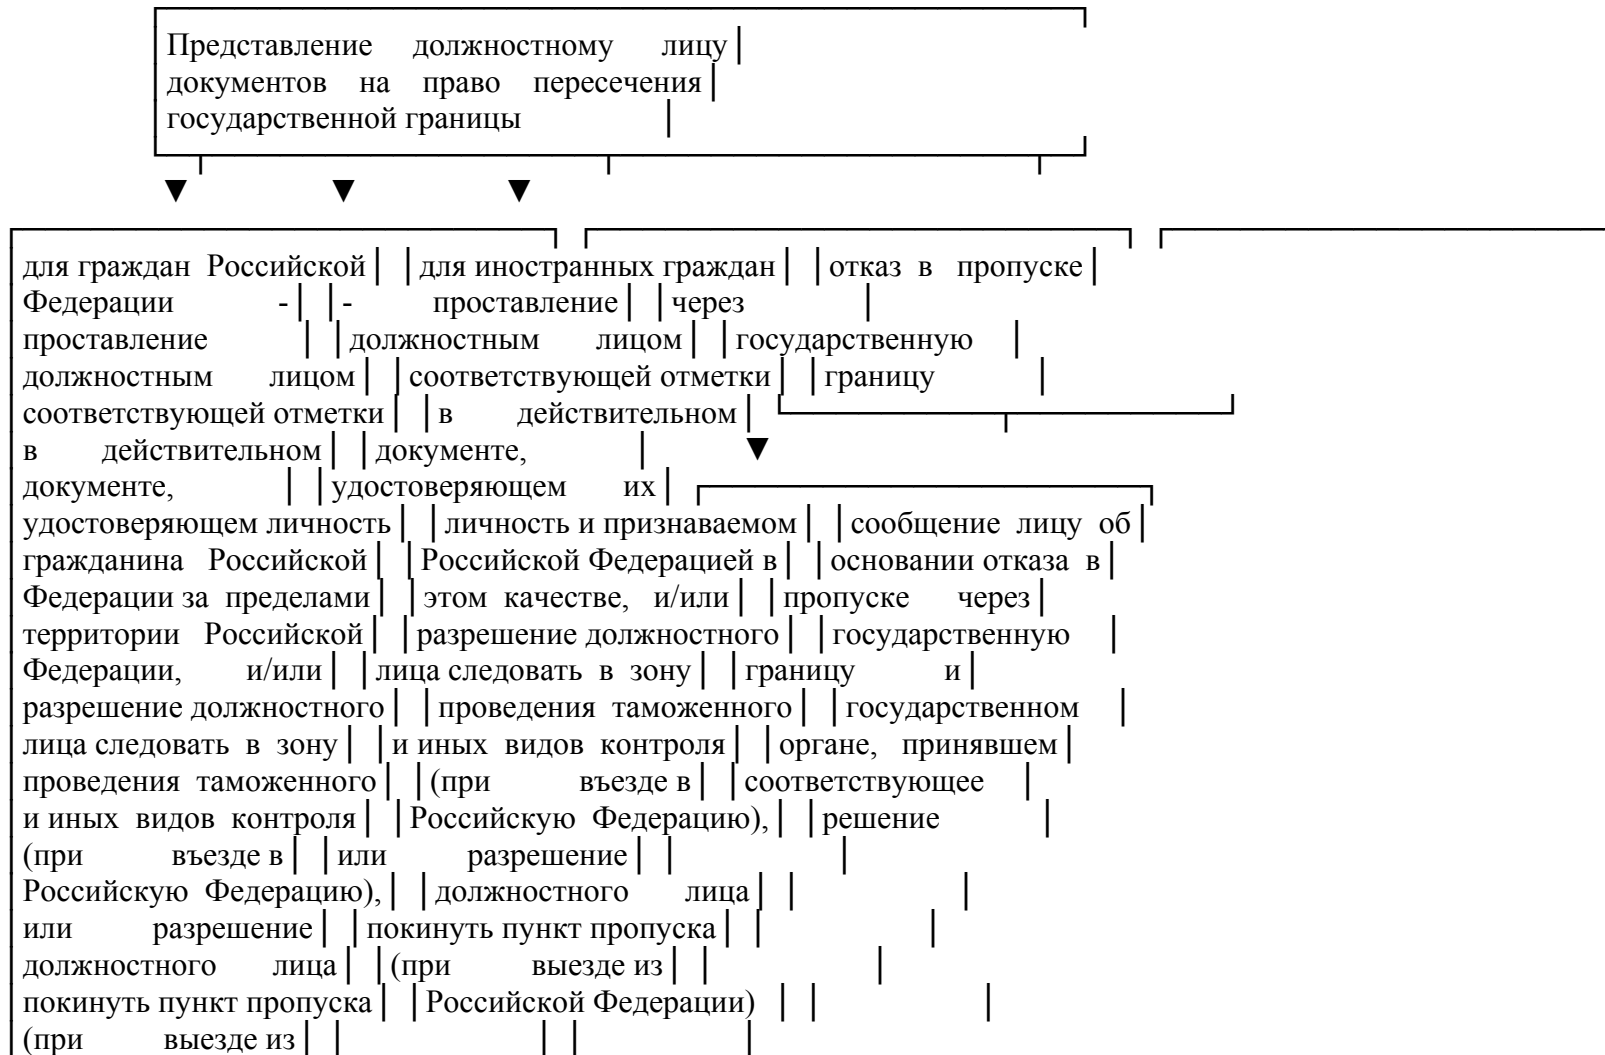 Представление должностному лицу
документов на право пересечения
государственной границы
для граждан Российской для иностранных граждан отказ в пропуске
Федерации - - проставление через
проставление должностным лицом государственную
должностным лицом соответствующей отметки границу
соответствующей отметки в действительном
в действительном документе,
документе, удостоверяющем их
удостоверяющем личность личность и признаваемом сообщение лицу об
гражданина Российской Российской Федерацией в основании отказа в
Федерации за пределами этом качестве, и/или пропуске через
территории Российской разрешение должностного государственную
Федерации, и/или лица следовать в зону границу и
разрешение должностного проведения таможенного государственном
лица следовать в зону и иных видов контроля органе, принявшем
проведения таможенного (при въезде в соответствующее
и иных видов контроля Российскую Федерацию), решение
(при въезде в или разрешение
Российскую Федерацию), должностного лица
или разрешение покинуть пункт пропуска
должностного лица (при выезде из
покинуть пункт пропуска Российской Федерации)
(при выезде из